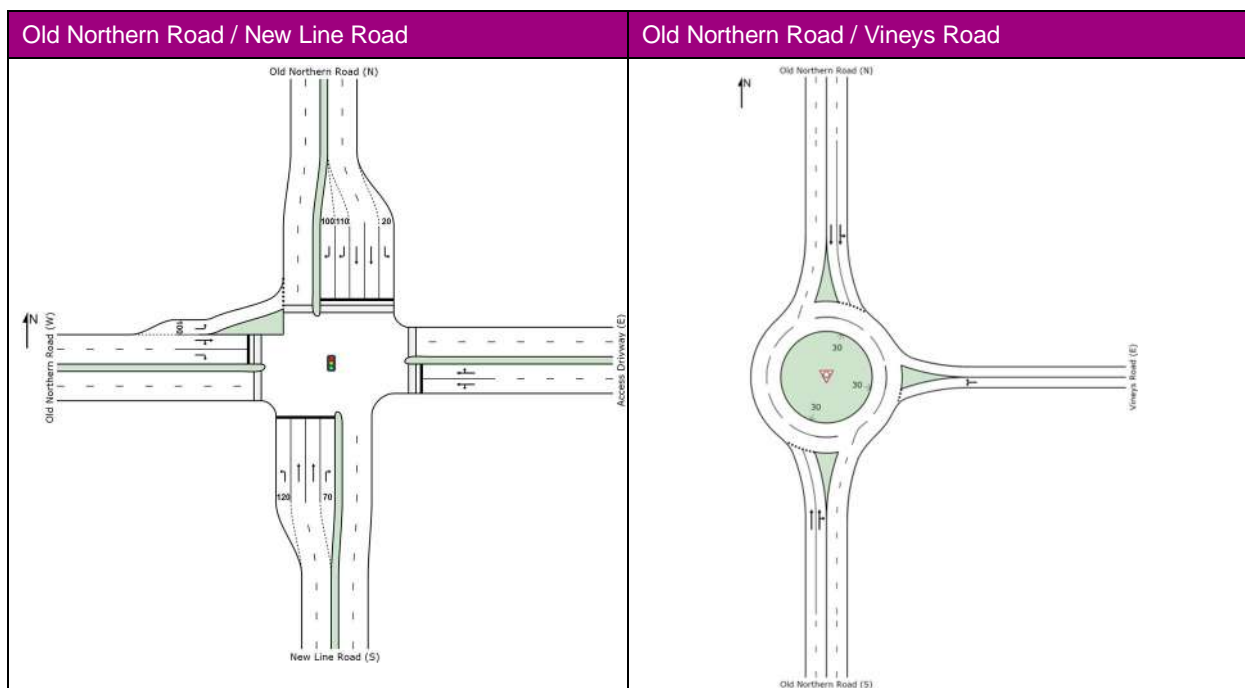 Old Northern Road / New Line Road
Old Northern Road / Vineys Road
Old Northern Road (N)
100 110 20
N
Old Northern Road (W)
100
Access Drivway (E)
120 70
New Line Road (S)
Old Northern Road (N)
N
30
30
30
Vineys Road (E)
Old Northern Road (S)